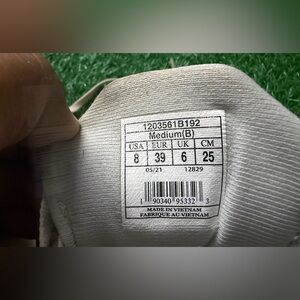 1203561B192
Medium(B)
USA EUR UK CM
8 39 6 25
05/21 12829
1 90340 95332 3
MADE IN VIETNAM
FABRIQUE AU VIETNAM